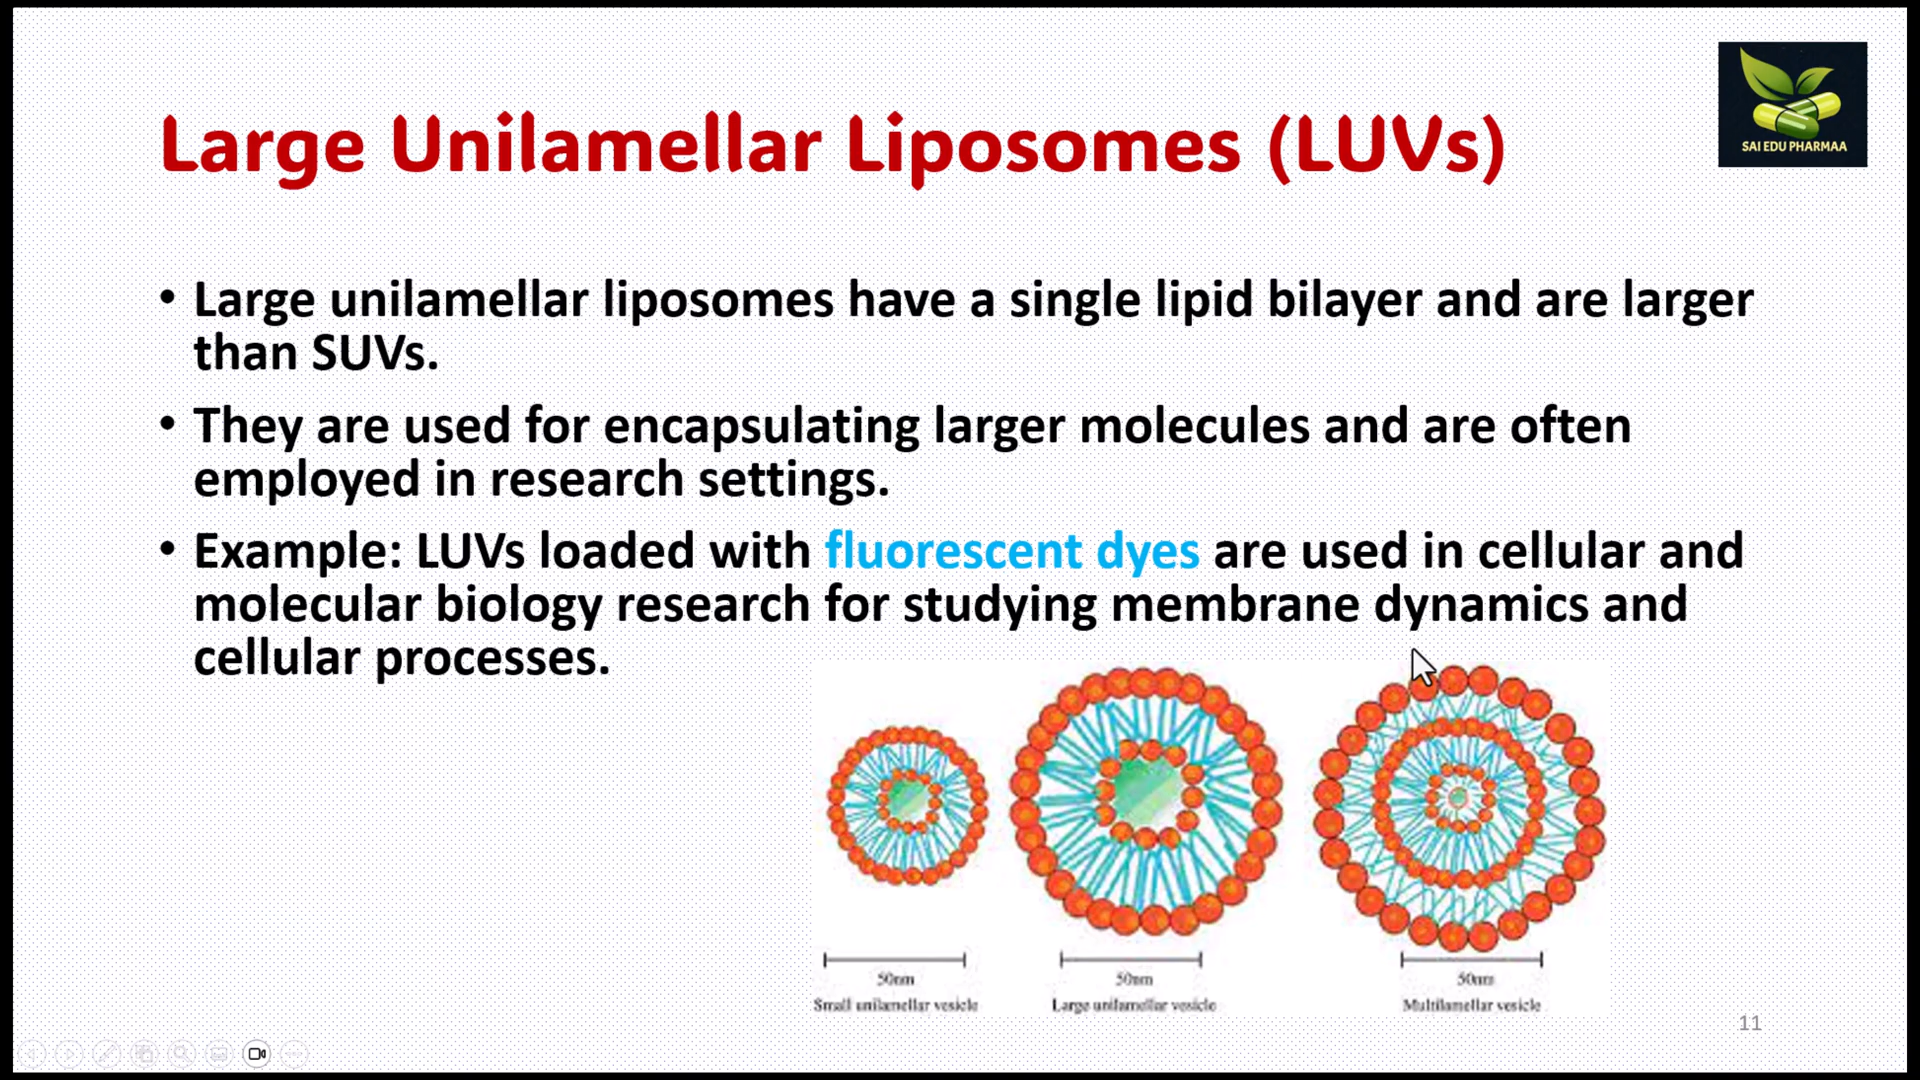 SAI EDU PHARMAA
Large Unilamellar Liposomes (LUVs)
• Large unilamellar liposomes have a single lipid bilayer and are larger
than SUVs.
• They are used for encapsulating larger molecules and are often
employed in research settings.
• Example: LUVs loaded with fluorescent dyes are used in cellular and
molecular biology research for studying membrane dynamics and
cellular processes.
50nm 50nm 50nm
Small unilamellar vesicle Large unilamellar vesicle Multilamellar vesicle
11